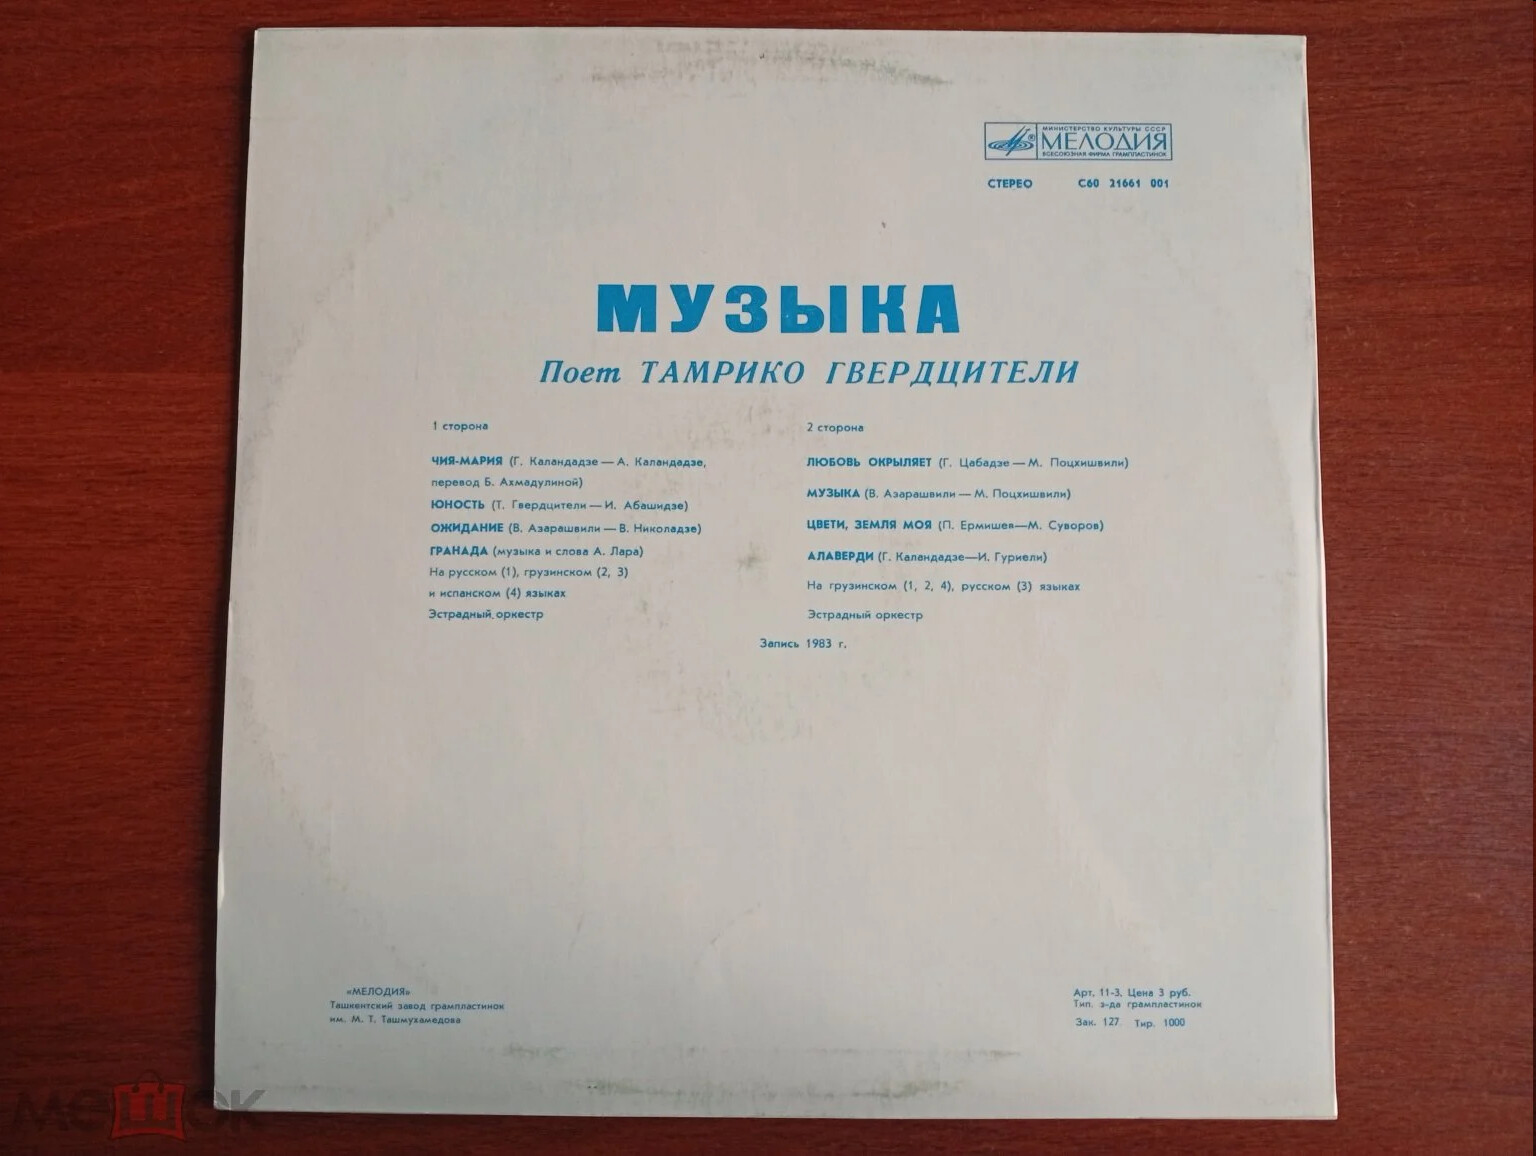 МИНИСТЕРСТВО КУЛЬТУРЫ СССР
МЕЛОДИЯ
ВСЕСОЮЗНАЯ ФИРМА ГРАМПЛАСТИНОК
СТЕРЕО С60 21661 001
МУЗЫКА
Поет ТАМРИКО ГВЕРДЦИТЕЛИ
1 сторона
ЧИЯ-МАРИЯ (Г. Каландадзе — А. Каландадзе,
перевод Б. Ахмадулиной)
ЮНОСТЬ (Т. Гвердцители — И. Абашидзе)
ОЖИДАНИЕ (В. Азарашвили — В. Николадзе)
ГРАНАДА (музыка и слова А. Лара)
На русском (1), грузинском (2, 3)
и испанском (4) языках
Эстрадный оркестр
2 сторона
ЛЮБОВЬ ОКРЫЛЯЕТ (Г. Цабадзе — М. Поцхишвили)
МУЗЫКА (В. Азарашвили — М. Поцхишвили)
ЦВЕТИ, ЗЕМЛЯ МОЯ (П. Ермишев—М. Суворов)
АЛАВЕРДИ (Г. Каландадзе—И. Гуриели)
На грузинском (1, 2, 4), русском (3) языках
Эстрадный оркестр
Запись 1983 г.
«МЕЛОДИЯ»
Ташкентский завод грампластинок
им. М. Т. Ташмухамедова
Арт. 11-3. Цена 3 руб.
Тип. з-да грампластинок
Зак. 127 Тир. 1000
мешок